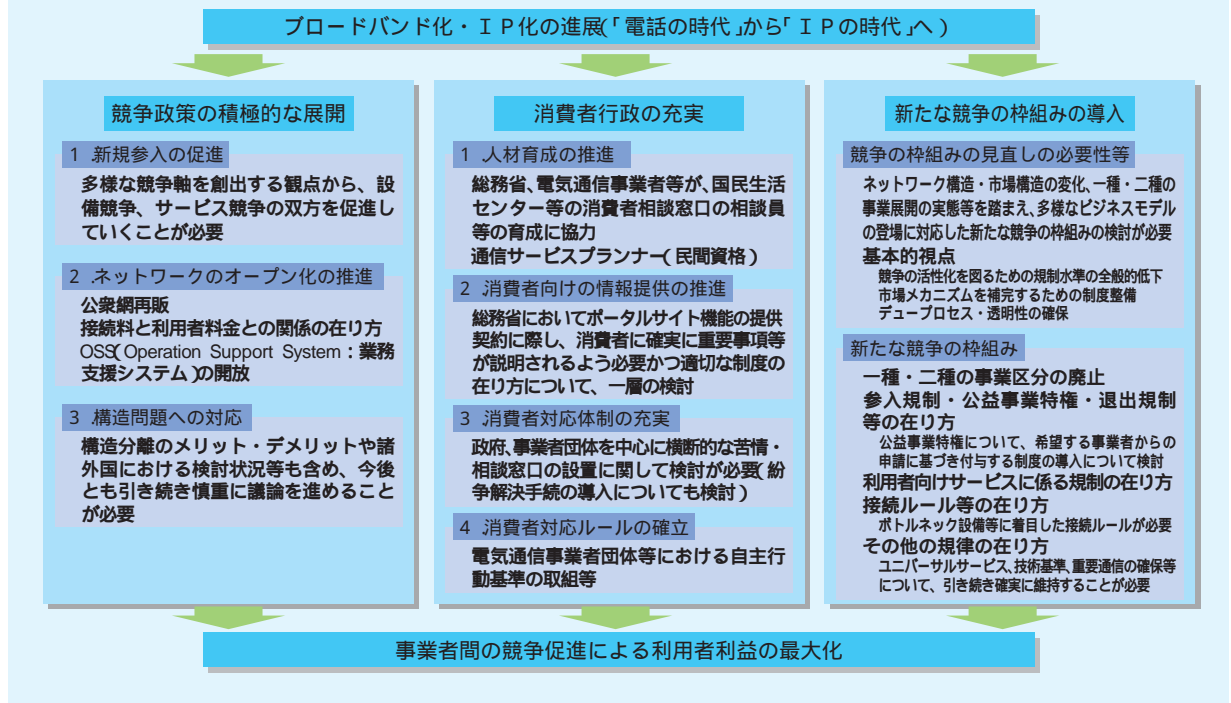 ブロードバンド化・ＩＰ化の進展(「電話の時代」から「ＩＰの時代」へ)
競争政策の積極的な展開
1 .新規参入の促進
多様な競争軸を創出する観点から、設
備競争、サービス競争の双方を促進し
ていくことが必要
2 .ネットワークのオープン化の推進
公衆網再販
接続料と利用者料金との関係の在り方
OSS(Operation Support System：業務
支援システム)の開放
3 .構造問題への対応
構造分離のメリット・デメリットや諸
外国における検討状況等も含め、今後
とも引き続き慎重に議論を進めること
が必要
消費者行政の充実
1 .人材育成の推進
総務省、電気通信事業者等が、国民生活
センター等の消費者相談窓口の相談員
等の育成に協力
通信サービスプランナー(民間資格)
2 .消費者向けの情報提供の推進
総務省においてポータルサイト機能の提供
契約に際し、消費者に確実に重要事項等
が説明されるよう必要かつ適切な制度の
在り方について、一層の検討
3 .消費者対応体制の充実
政府、事業者団体を中心に横断的な苦情・
相談窓口の設置に関して検討が必要(紛
争解決手続の導入についても検討)
4 .消費者対応ルールの確立
電気通信事業者団体等における自主行
動基準の取組等
新たな競争の枠組みの導入
競争の枠組みの見直しの必要性等
ネットワーク構造・市場構造の変化、一種・二種の
事業展開の実態等を踏まえ、多様なビジネスモデル
の登場に対応した新たな競争の枠組みの検討が必要
基本的視点
競争の活性化を図るための規制水準の全般的低下
市場メカニズムを補完するための制度整備
デュープロセス・透明性の確保
新たな競争の枠組み
一種・二種の事業区分の廃止
参入規制・公益事業特権・退出規制
等の在り方
公益事業特権について、希望する事業者からの
申請に基づき付与する制度の導入について検討
利用者向けサービスに係る規制の在り方
接続ルール等の在り方
ボトルネック設備等に着目した接続ルールが必要
その他の規律の在り方
ユニバーサルサービス、技術基準、重要通信の確保等
について、引き続き確実に維持することが必要
事業者間の競争促進による利用者利益の最大化